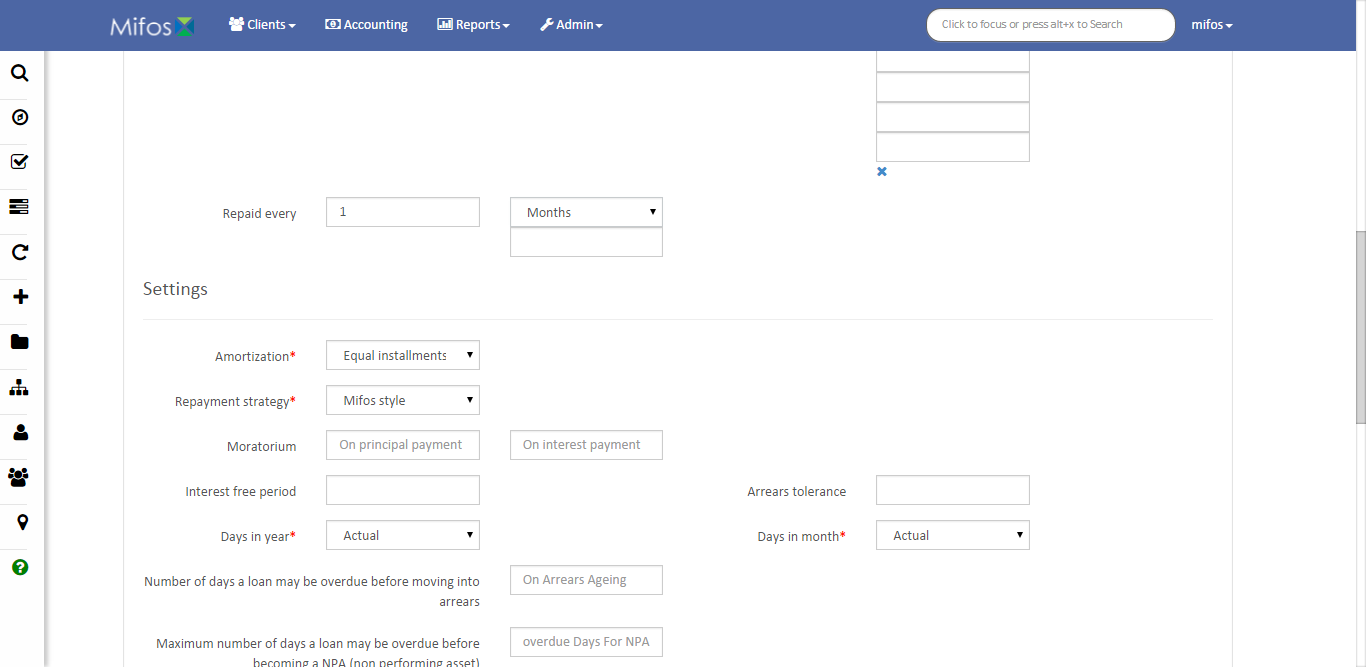 Mifos Clients Accounting Reports Admin Click to focus or press alt+x to Search mifos
Repaid every 1 Months
Settings
Amortization* Equal installments
Repayment strategy* Mifos style
Moratorium On principal payment On interest payment
Interest free period Arrears tolerance
Days in year* Actual Days in month* Actual
Number of days a loan may be overdue before moving into On Arrears Ageing
arrears
Maximum number of days a loan may be overdue before overdue Days For NPA
becoming a NPA (non performing asset)